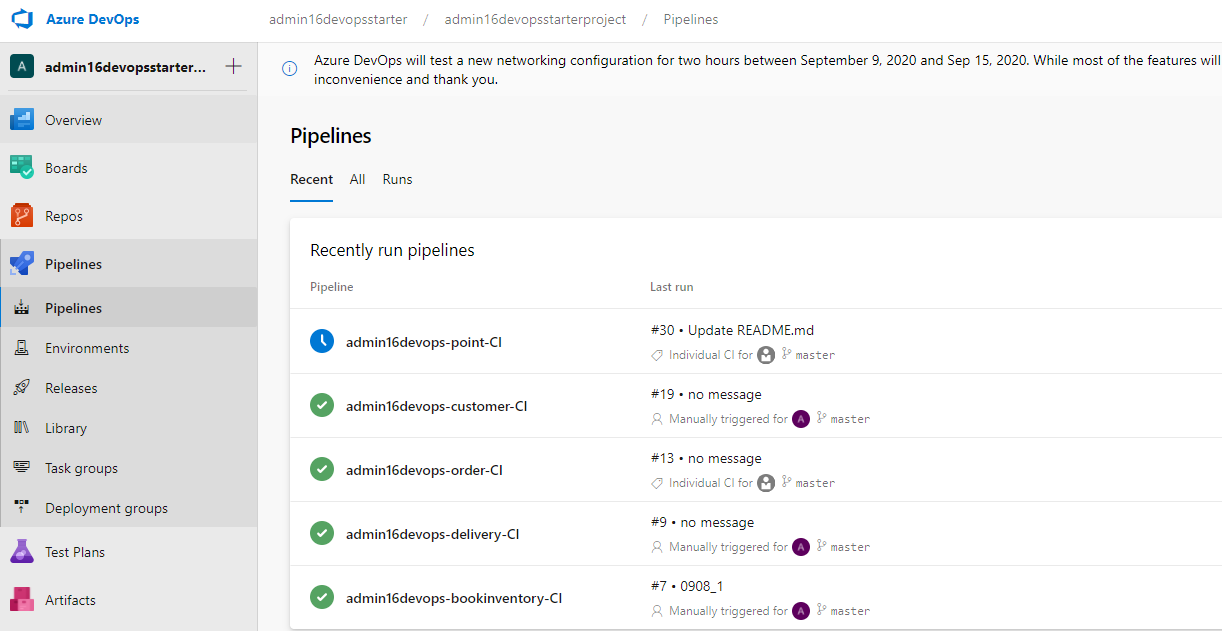 Azure DevOps
admin16devopsstarter / admin16devopsstarterproject / Pipelines
A admin16devopsstarter... +
Azure DevOps will test a new networking configuration for two hours between September 9, 2020 and Sep 15, 2020. While most of the features will
inconvenience and thank you.
Overview
Boards
Repos
Pipelines
Pipelines
Environments
Releases
Library
Task groups
Deployment groups
Test Plans
Artifacts
Pipelines
Recent All Runs
Recently run pipelines
Pipeline Last run
admin16devops-point-CI
#30 • Update README.md
Individual CI for master
admin16devops-customer-CI
#19 • no message
Manually triggered for A master
admin16devops-order-CI
#13 • no message
Individual CI for master
admin16devops-delivery-CI
#9 • no message
Manually triggered for A master
admin16devops-bookinventory-CI
#7 • 0908_1
Manually triggered for A master